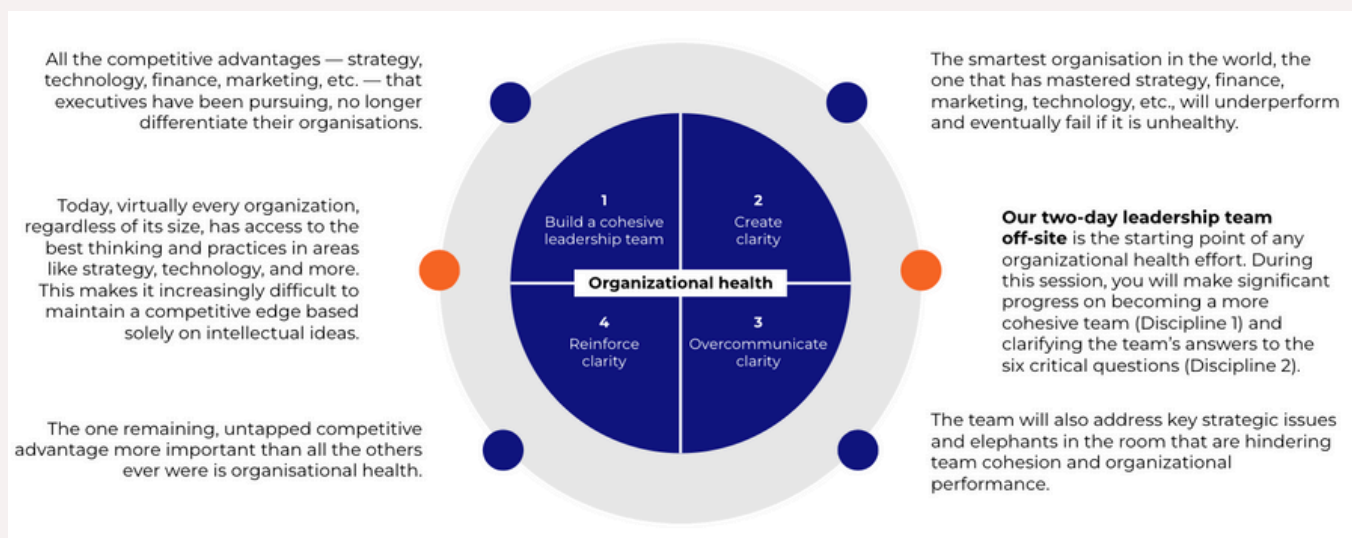 All the competitive advantages — strategy,
technology, finance, marketing, etc. — that
executives have been pursuing, no longer
differentiate their organisations.
Today, virtually every organization,
regardless of its size, has access to the
best thinking and practices in areas
like strategy, technology, and more.
This makes it increasingly difficult to
maintain a competitive edge based
solely on intellectual ideas.
The one remaining, untapped competitive
advantage more important than all the others
ever were is organisational health.
1
Build a cohesive
leadership team
2
Create
clarity
Organizational health
4
Reinforce
clarity
3
Overcommunicate
clarity
The smartest organisation in the world, the
one that has mastered strategy, finance,
marketing, technology, etc., will underperform
and eventually fail if it is unhealthy.
Our two-day leadership team
off-site is the starting point of any
organizational health effort. During
this session, you will make significant
progress on becoming a more
cohesive team (Discipline 1) and
clarifying the team’s answers to the
six critical questions (Discipline 2).
The team will also address key strategic issues
and elephants in the room that are hindering
team cohesion and organizational
performance.